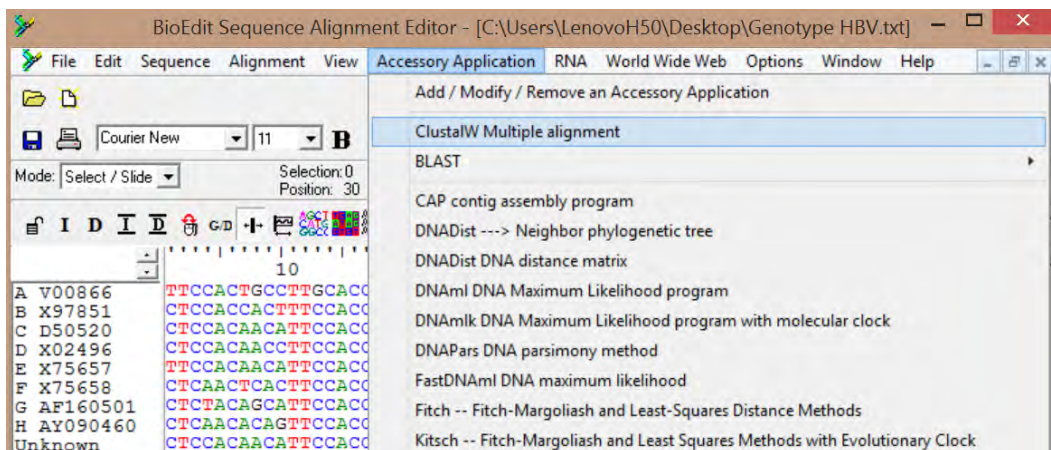 BioEdit Sequence Alignment Editor - [C:\Users\LenovoH50\Desktop\Genotype HBV.txt]
File Edit Sequence Alignment View Accessory Application RNA World Wide Web Options Window Help
Add / Modify / Remove an Accessory Application
ClustalW Multiple alignment
BLAST
CAP contig assembly program
DNADist ---> Neighbor phylogenetic tree
DNADist DNA distance matrix
DNAml DNA Maximum Likelihood program
DNAmlk DNA Maximum Likelihood program with molecular clock
DNAPars DNA parsimony method
FastDNAml DNA maximum likelihood
Fitch -- Fitch-Margoliash and Least-Squares Distance Methods
Kitsch -- Fitch-Margoliash and Least Squares Methods with Evolutionary Clock
Courier New 11 B
Mode: Select / Slide Selection: 0
Position: 30
I D I D G/D
10
A V00866 TTCCACTGCCTTGCACC
B X97851 CTCCACCACTTTCCACC
C D50520 CTCCACAACATTCCACC
D X02496 CTCCACAACCTTCCACC
E X75657 TTCCACAACATTCCACC
F X75658 CTCAACTCACTTCCACC
G AF160501 CTCTACAGCATTCCACC
H AY090460 CTCAACACAGTTCCACC
Unknown CTCCACAACATTCCACC